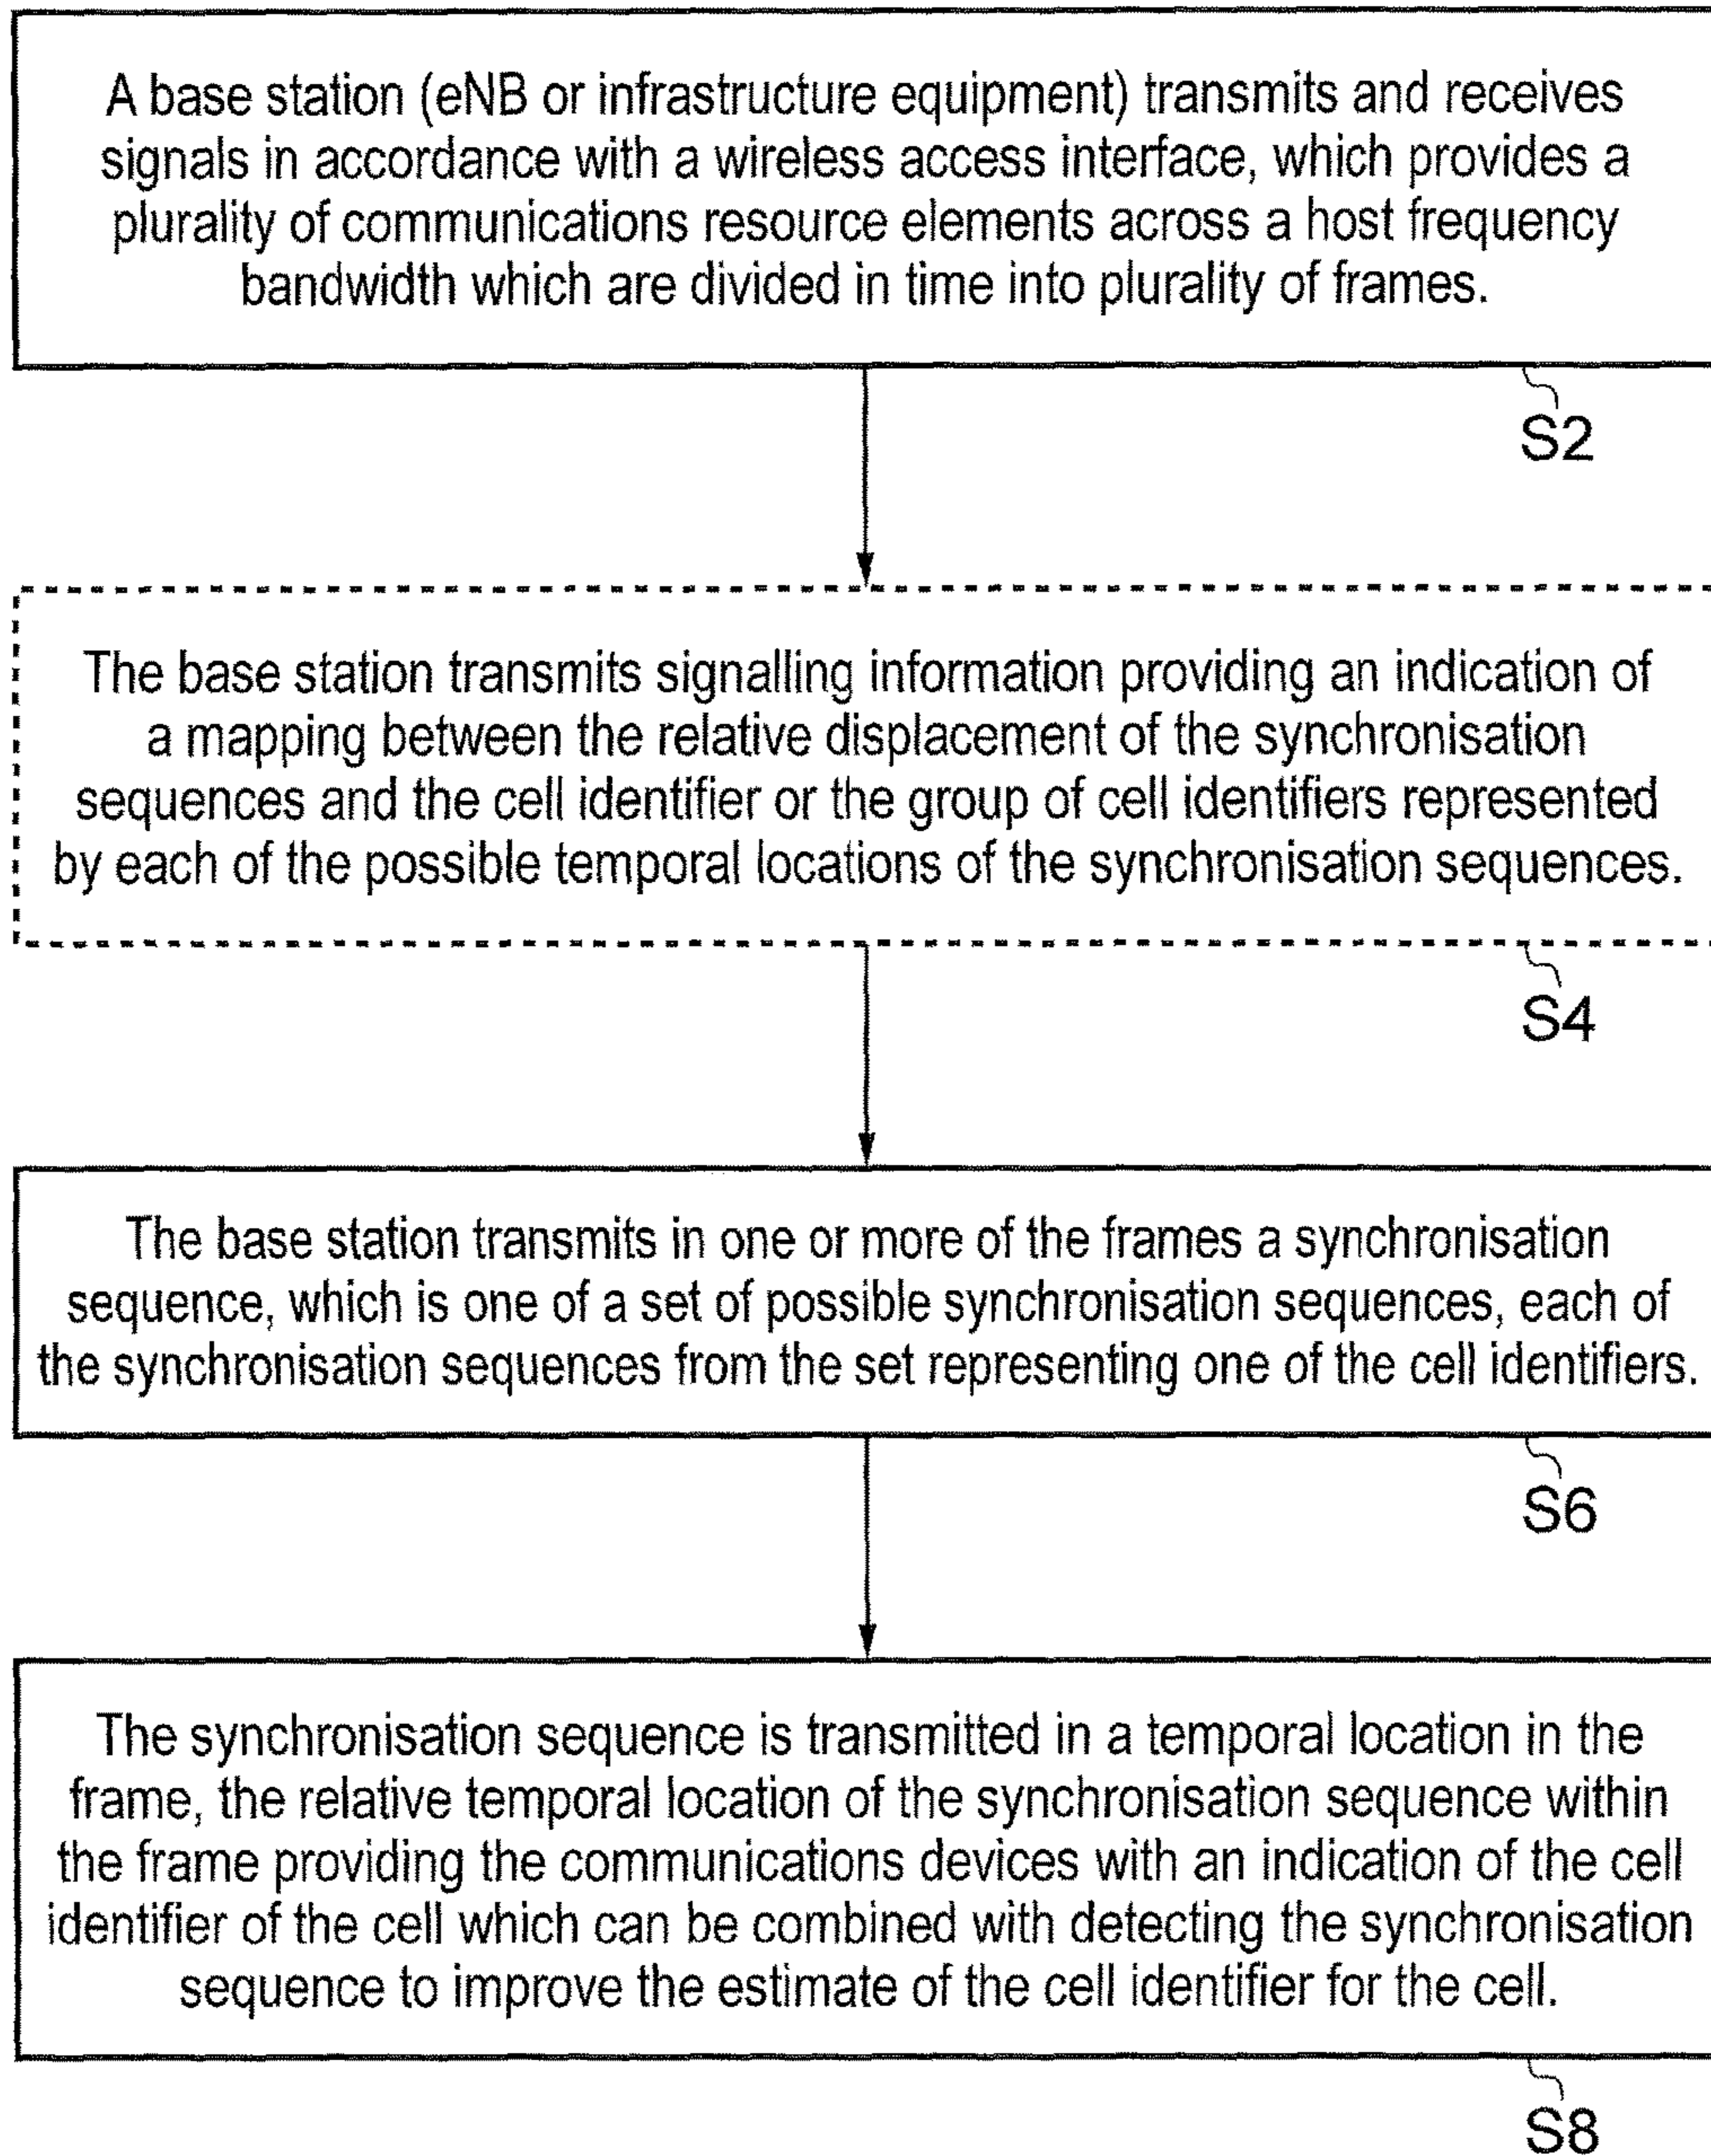 A base station (eNB or infrastructure equipment) transmits and receives
signals in accordance with a wireless access interface, which provides a
plurality of communications resource elements across a host frequency
bandwidth which are divided in time into plurality of frames.
S2
The base station transmits signalling information providing an indication of
a mapping between the relative displacement of the synchronisation
sequences and the cell identifier or the group of cell identifiers represented
by each of the possible temporal locations of the synchronisation sequences.
S4
The base station transmits in one or more of the frames a synchronisation
sequence, which is one of a set of possible synchronisation sequences, each of
the synchronisation sequences from the set representing one of the cell identifiers.
S6
The synchronisation sequence is transmitted in a temporal location in the
frame, the relative temporal location of the synchronisation sequence within
the frame providing the communications devices with an indication of the cell
identifier of the cell which can be combined with detecting the synchronisation
sequence to improve the estimate of the cell identifier for the cell.
S8